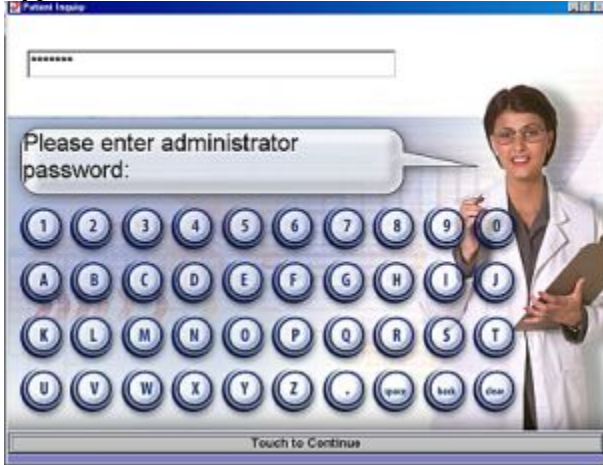 Patient Inquiry
*******
Please enter administrator
password:
1 2 3 4 5 6 7 8 9 0
A B C D E F G H I J
K L M N O P Q R S T
U V W X Y Z . space back clear
Touch to Continue